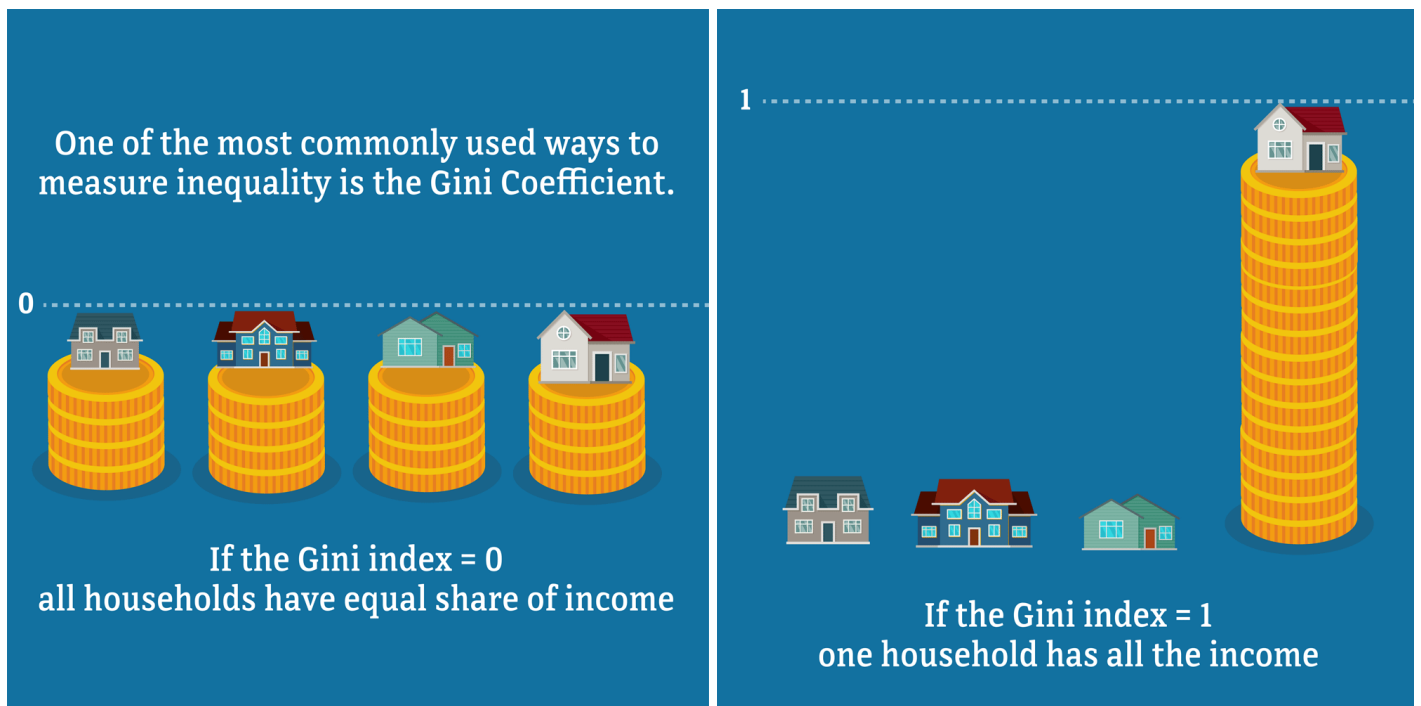 One of the most commonly used ways to
measure inequality is the Gini Coefficient.
0
If the Gini index = 0
all households have equal share of income
1
If the Gini index = 1
one household has all the income